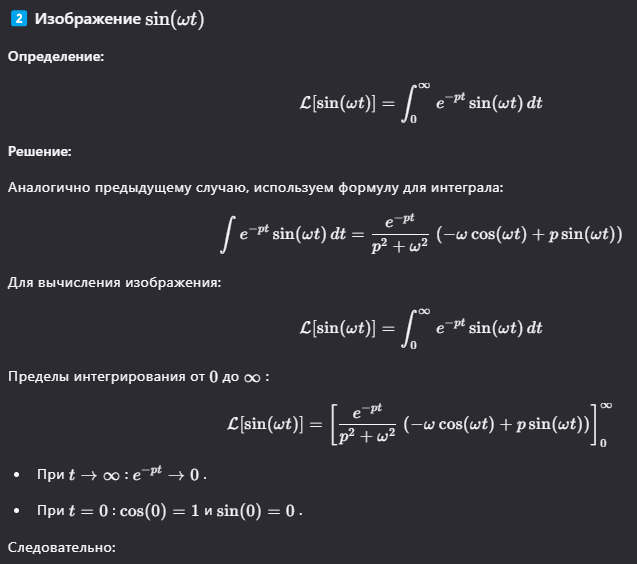 2 Изображение sin(ωt)
Определение:
ℒ[sin(ωt)] = ∫₀^∞ e^{−pt} sin(ωt) dt
Решение:
Аналогично предыдущему случаю, используем формулу для интеграла:
∫ e^{−pt} sin(ωt) dt = \frac{e^{−pt}}{p² + ω²} (−ω cos(ωt) + p sin(ωt))
Для вычисления изображения:
ℒ[sin(ωt)] = ∫₀^∞ e^{−pt} sin(ωt) dt
Пределы интегрирования от 0 до ∞ :
ℒ[sin(ωt)] = [\frac{e^{−pt}}{p² + ω²} (−ω cos(ωt) + p sin(ωt))]₀^∞
• При t → ∞ : e^{−pt} → 0 .
• При t = 0 : cos(0) = 1 и sin(0) = 0 .
Следовательно: